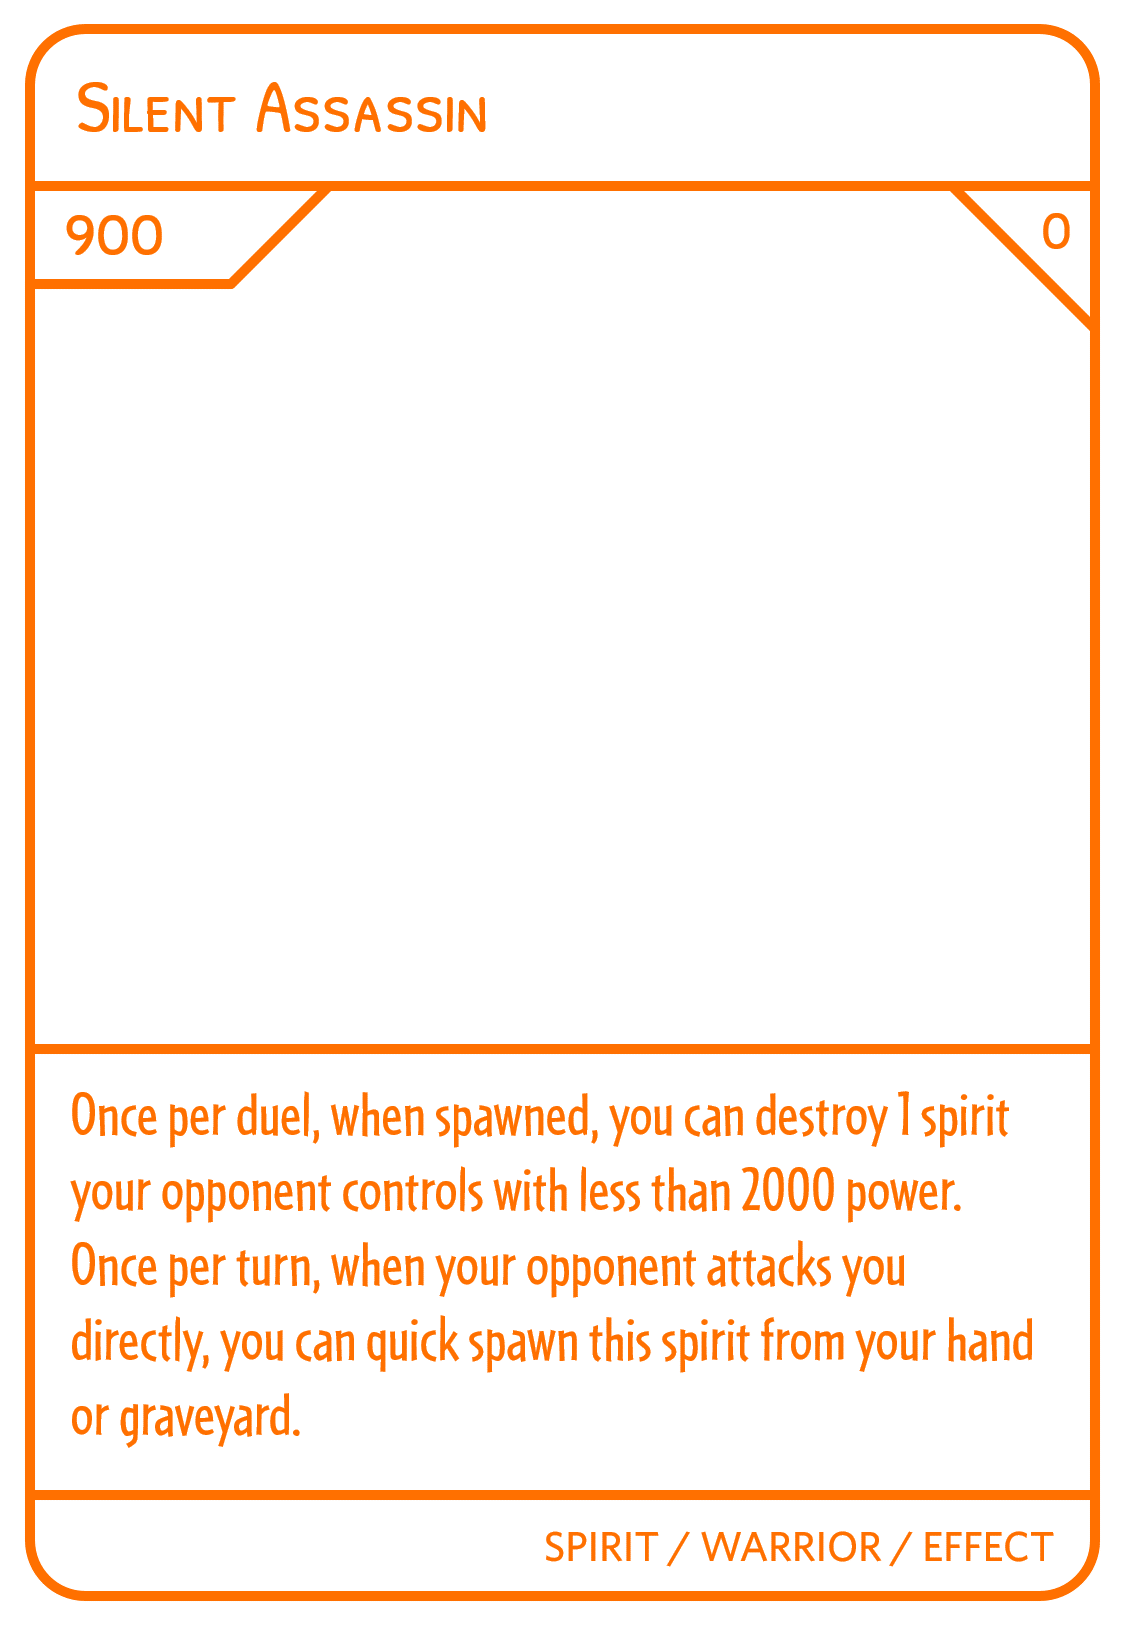 Silent Assassin
900
0
Once per duel, when spawned, you can destroy 1 spirit
your opponent controls with less than 2000 power.
Once per turn, when your opponent attacks you
directly, you can quick spawn this spirit from your hand
or graveyard.
SPIRIT / WARRIOR / EFFECT